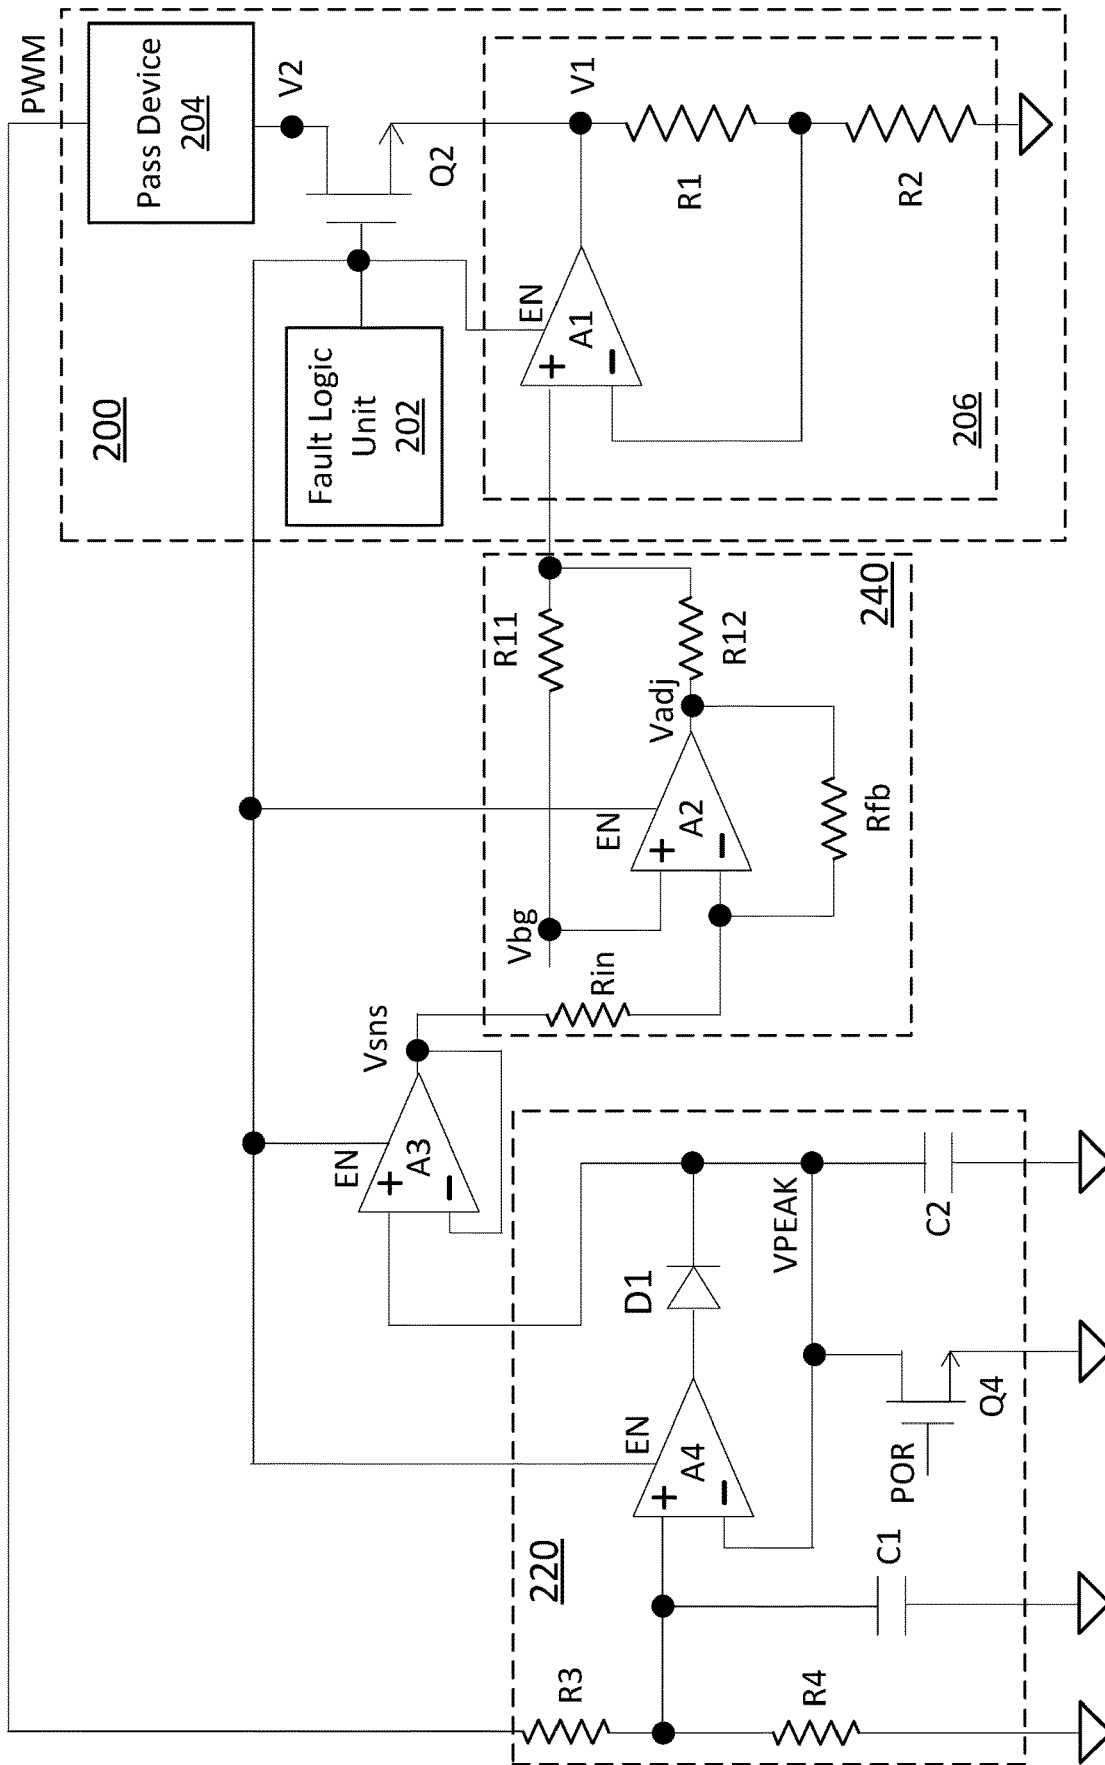 PWM
Pass Device
204
V2
Q2
200
Fault Logic
Unit
202
V1
R1
R2
EN
A1
+
−
206
R11
R12
240
Vadj
EN
A2
+
−
Rfb
Vbg
Rin
Vsns
EN
A3
+
−
VPEAK
C2
D1
EN
A4
+
−
Q4
POR
220
C1
R3
R4